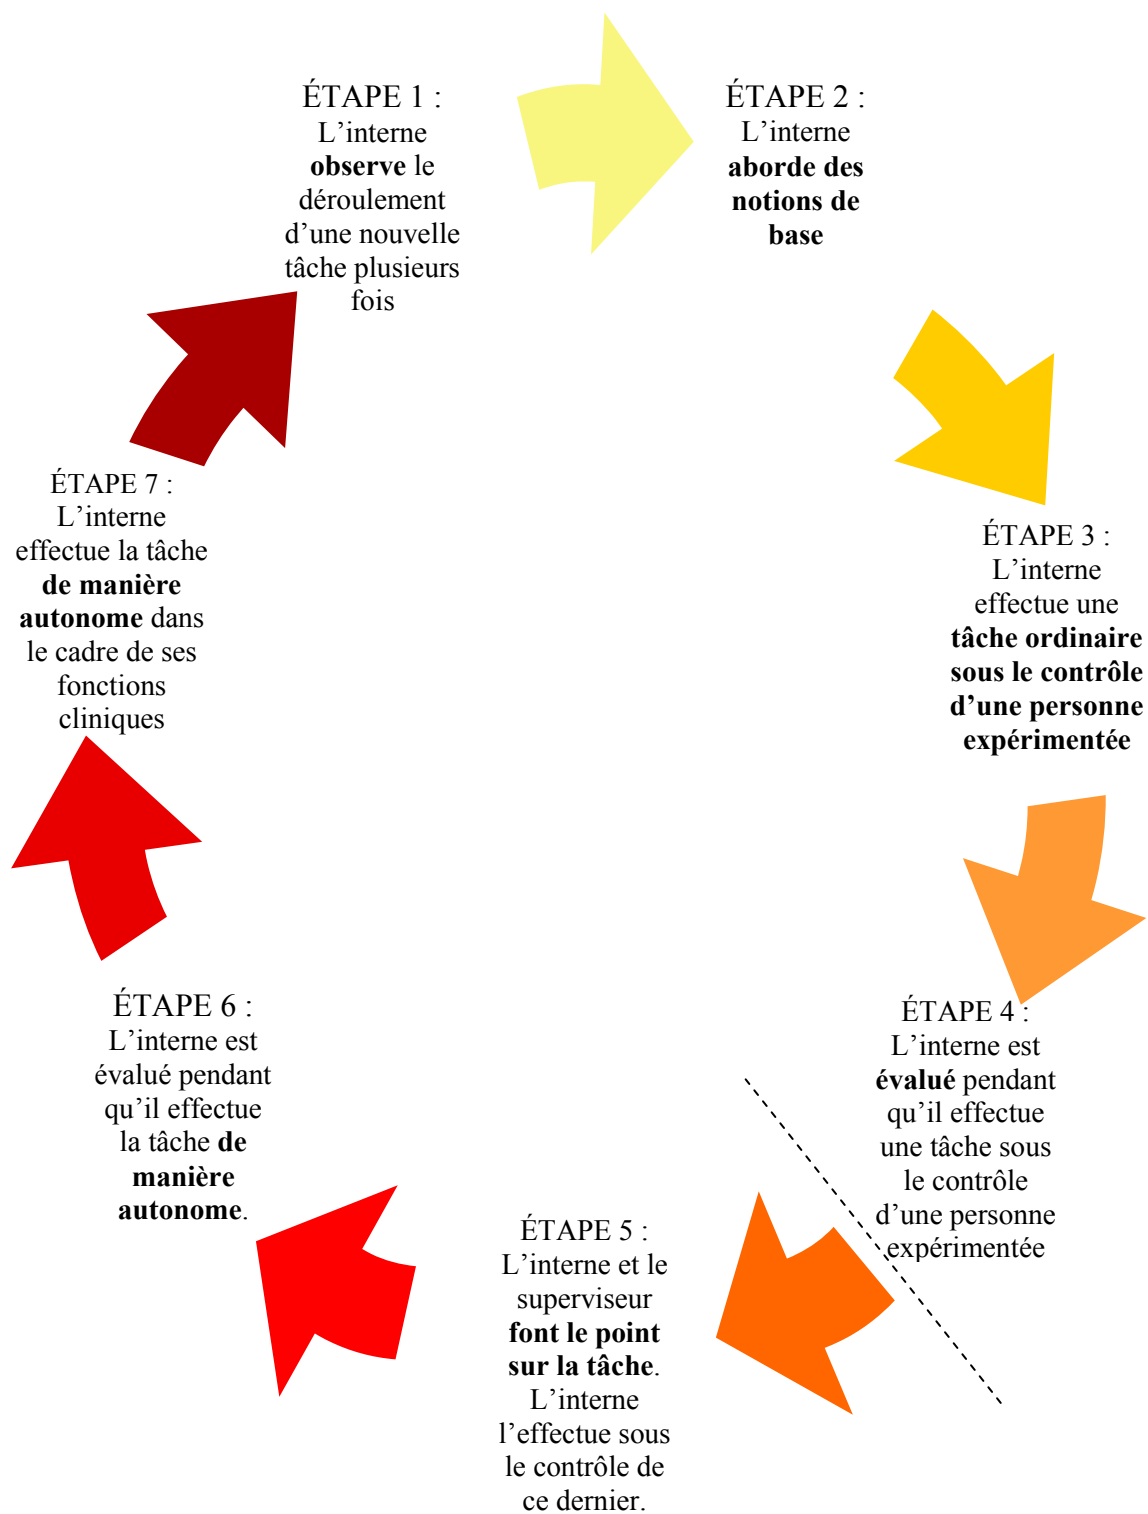 ÉTAPE 1 :
L’interne
observe le
déroulement
d’une nouvelle
tâche plusieurs
fois
ÉTAPE 2 :
L’interne
aborde des
notions de
base
ÉTAPE 3 :
L’interne
effectue une
tâche ordinaire
sous le contrôle
d’une personne
expérimentée
ÉTAPE 4 :
L’interne est
évalué pendant
qu’il effectue
une tâche sous
le contrôle
d’une personne
expérimentée
ÉTAPE 5 :
L’interne et le
superviseur
font le point
sur la tâche.
L’interne
l’effectue sous
le contrôle de
ce dernier.
ÉTAPE 6 :
L’interne est
évalué pendant
qu’il effectue
la tâche de
manière
autonome.
ÉTAPE 7 :
L’interne
effectue la tâche
de manière
autonome dans
le cadre de ses
fonctions
cliniques